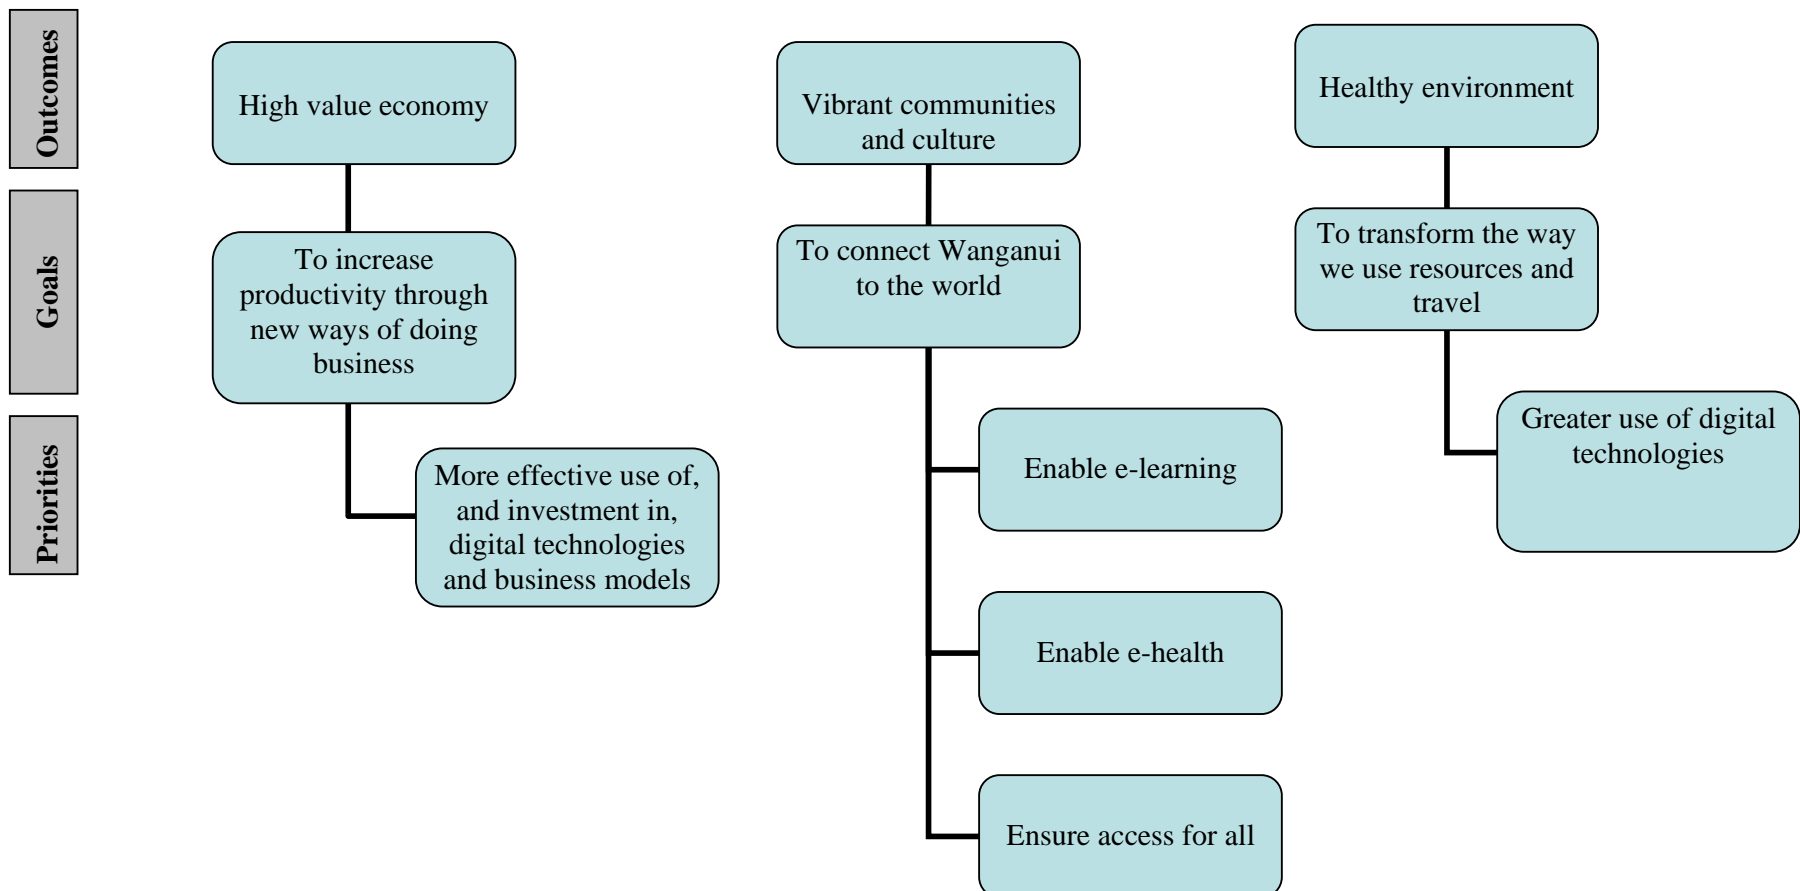 Outcomes
High value economy
Vibrant communities
and culture
Healthy environment
Goals
To increase
productivity through
new ways of doing
business
To connect Wanganui
to the world
To transform the way
we use resources and
travel
Priorities
More effective use of,
and investment in,
digital technologies
and business models
Enable e-learning
Enable e-health
Ensure access for all
Greater use of digital
technologies